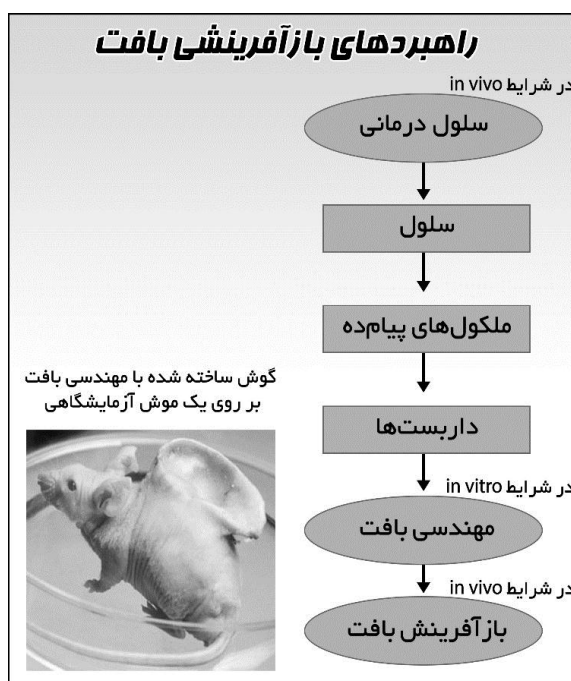 راهبردهای بازآفرینشی بافت
در شرایط in vivo
سلول درمانی
سلول
ملکول‌های پیام‌ده
داربست‌ها
در شرایط in vitro
مهندسی بافت
در شرایط in vivo
بازآفرینش بافت
گوش ساخته شده با مهندسی بافت
بر روی یک موش آزمایشگاهی